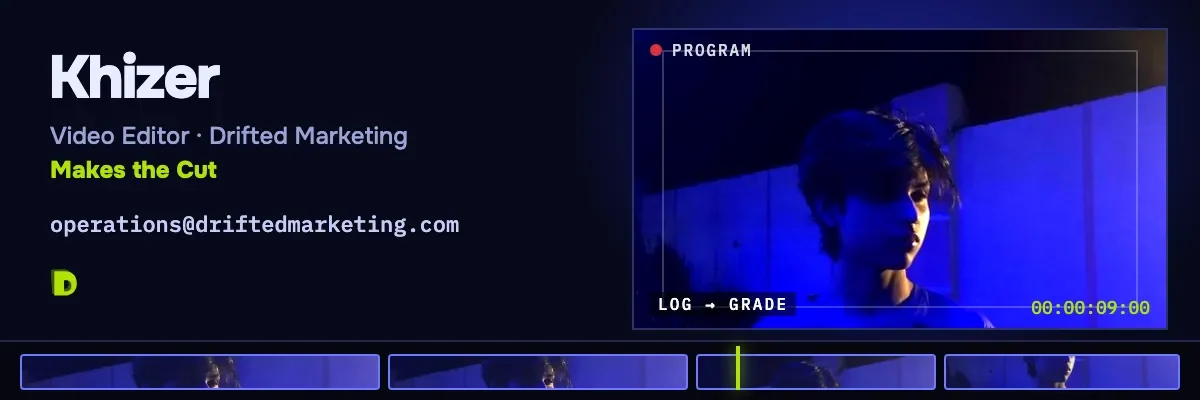 Khizer
Video Editor · Drifted Marketing
Makes the Cut
operations@driftedmarketing.com
D
PROGRAM
LOG → GRADE
00:00:09:00